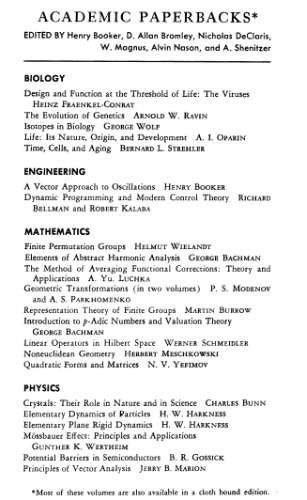 ACADEMIC PAPERBACKS*
EDITED BY Henry Booker, D. Allan Bromley, Nicholas DeClaris,
W. Magnus, Alvin Nason, and A. Shenitzer
BIOLOGY
Design and Function at the Threshold of Life: The Viruses
HEINZ FRAENKEL-CONRAT
The Evolution of Genetics ARNOLD W. RAVIN
Isotopes in Biology GEORGE WOLF
Life: Its Nature, Origin, and Development A. I. OPARIN
Time, Cells, and Aging BERNARD L. STREHLER
ENGINEERING
A Vector Approach to Oscillations HENRY BOOKER
Dynamic Programming and Modern Control Theory RICHARD
BELLMAN and ROBERT KALABA
MATHEMATICS
Finite Permutation Groups HELMUT WIELANDT
Elements of Abstract Harmonic Analysis GEORGE BACHMAN
The Method of Averaging Functional Corrections: Theory and
Applications A. Yu. LUCHKA
Geometric Transformations (in two volumes) P. S. MODENOV
and A. S. PARKHOMENKO
Representation Theory of Finite Groups MARTIN BURROW
Introduction to p-Adic Numbers and Valuation Theory
GEORGE BACHMAN
Linear Operators in Hilbert Space WERNER SCHMEIDLER
Noneuclidean Geometry HERBERT MESCHKOWSKI
Quadratic Forms and Matrices N. V. YEFIMOV
PHYSICS
Crystals: Their Role in Nature and in Science CHARLES BUNN
Elementary Dynamics of Particles H. W. HARKNESS
Elementary Plane Rigid Dynamics H. W. HARKNESS
Mössbauer Effect: Principles and Applications
GUNTHER K. WERTHEIM
Potential Barriers in Semiconductors B. R. GOSSICK
Principles of Vector Analysis JERRY B. MARION
*Most of these volumes are also available in a cloth bound edition.